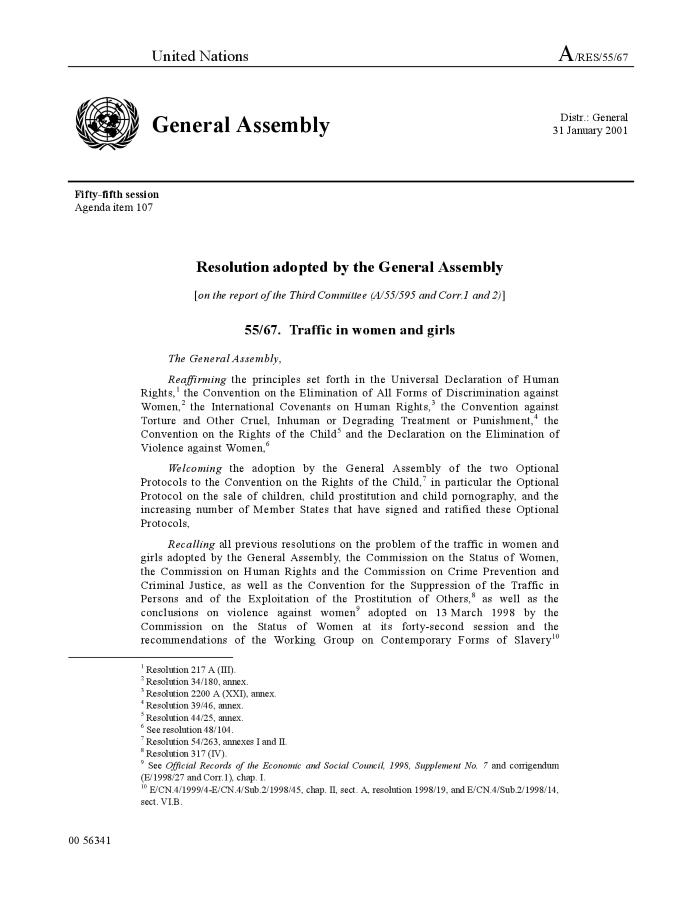 United Nations
A/RES/55/67
General Assembly
Distr.: General
31 January 2001
Fifty-fifth session
Agenda item 107
Resolution adopted by the General Assembly
[on the report of the Third Committee (A/55/595 and Corr.1 and 2)]
55/67. Traffic in women and girls
The General Assembly,
Reaffirming the principles set forth in the Universal Declaration of Human
Rights,1 the Convention on the Elimination of All Forms of Discrimination against
Women,2 the International Covenants on Human Rights,3 the Convention against
Torture and Other Cruel, Inhuman or Degrading Treatment or Punishment,4 the
Convention on the Rights of the Child5 and the Declaration on the Elimination of
Violence against Women,6
Welcoming the adoption by the General Assembly of the two Optional
Protocols to the Convention on the Rights of the Child,7 in particular the Optional
Protocol on the sale of children, child prostitution and child pornography, and the
increasing number of Member States that have signed and ratified these Optional
Protocols,
Recalling all previous resolutions on the problem of the traffic in women and
girls adopted by the General Assembly, the Commission on the Status of Women,
the Commission on Human Rights and the Commission on Crime Prevention and
Criminal Justice, as well as the Convention for the Suppression of the Traffic in
Persons and of the Exploitation of the Prostitution of Others,8 as well as the
conclusions on violence against women9 adopted on 13 March 1998 by the
Commission on the Status of Women at its forty-second session and the
recommendations of the Working Group on Contemporary Forms of Slavery10
1 Resolution 217 A (III).
2 Resolution 34/180, annex.
3 Resolution 2200 A (XXI), annex.
4 Resolution 39/46, annex.
5 Resolution 44/25, annex.
6 See resolution 48/104.
7 Resolution 54/263, annexes I and II.
8 Resolution 317 (IV).
9 See Official Records of the Economic and Social Council, 1998, Supplement No. 7 and corrigendum
(E/1998/27 and Corr.1), chap. I.
10 E/CN.4/1999/4-E/CN.4/Sub.2/1998/45, chap. II, sect. A, resolution 1998/19, and E/CN.4/Sub.2/1998/14,
sect. VI.B.
00 56341